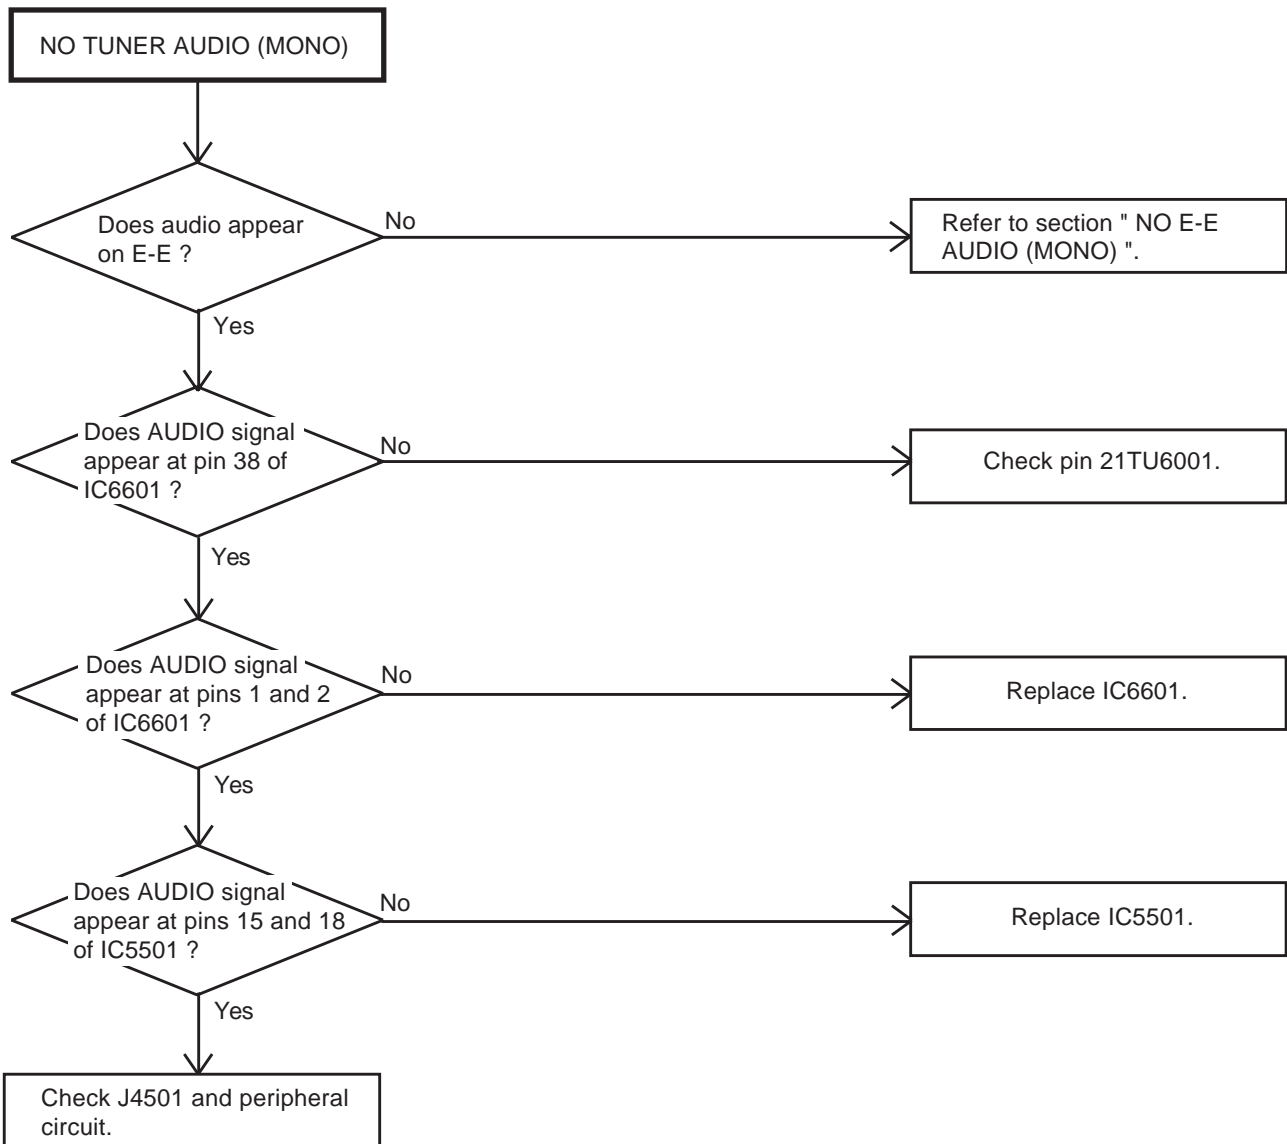 NO TUNER AUDIO (MONO)
Does audio appear
on E-E ?
No
Refer to section " NO E-E
AUDIO (MONO) ".
Yes
Does AUDIO signal
appear at pin 38 of
IC6601 ?
No
Check pin 21TU6001.
Yes
Does AUDIO signal
appear at pins 1 and 2
of IC6601 ?
No
Replace IC6601.
Yes
Does AUDIO signal
appear at pins 15 and 18
of IC5501 ?
No
Replace IC5501.
Yes
Check J4501 and peripheral
circuit.